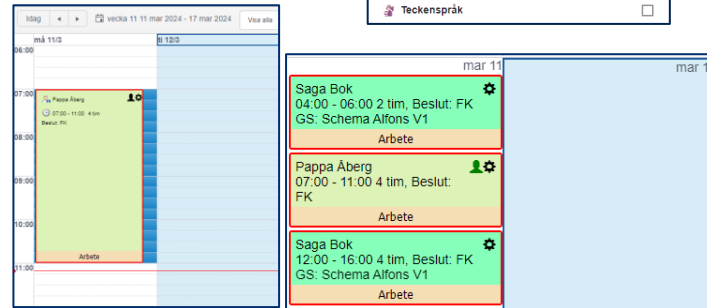 Teckenspråk
Idag
vecka 11 11 mar 2024 - 17 mar 2024
Visa alla
må 11/3
ti 12/3
06:00
07:00
Pappa Åberg
07:00 - 11:00 4 tim
Beslut: FK
08:00
09:00
10:00
Arbete
11:00
mar 11
mar 1
Saga Bok
04:00 - 06:00 2 tim, Beslut: FK
GS: Schema Alfons V1
Arbete
Pappa Åberg
07:00 - 11:00 4 tim, Beslut:
FK
Arbete
Saga Bok
12:00 - 16:00 4 tim, Beslut: FK
GS: Schema Alfons V1
Arbete